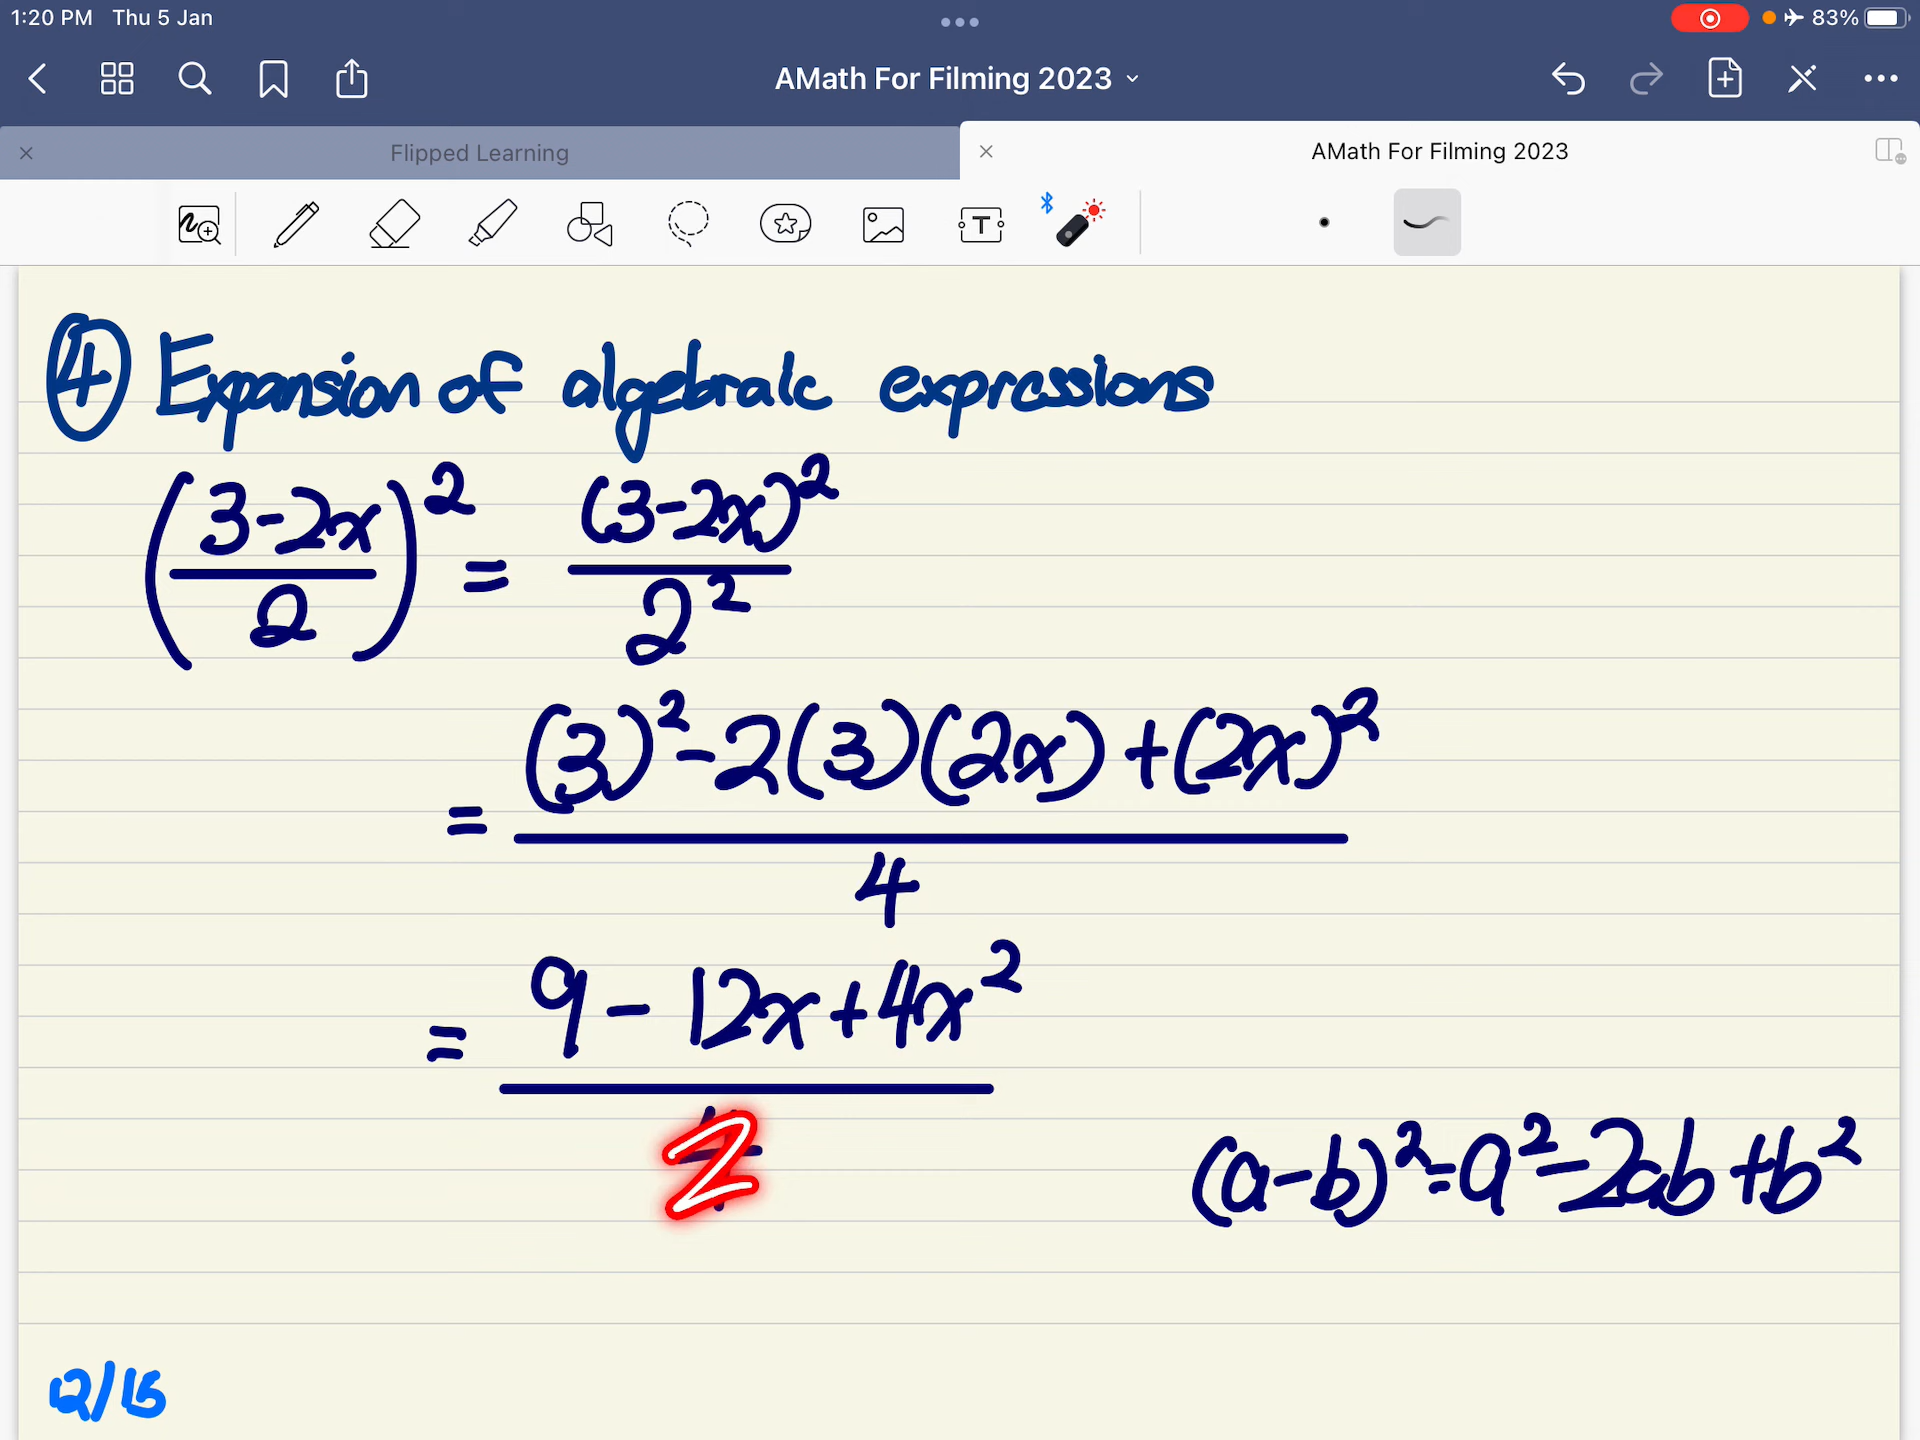 1:20 PM Thu 5 Jan 83%
AMath For Filming 2023
Flipped Learning AMath For Filming 2023
T
④ Expansion of algebraic expressions
((3-2x)/2)² = (3-2x)²/2²
= ((3)²-2(3)(2x)+(2x)²)/4
= (9-12x+4x²)/4
2
(a-b)²=a²-2ab+b²
12/15